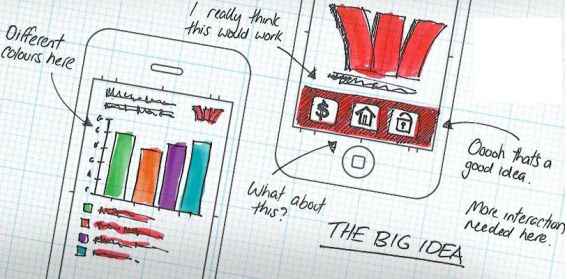 Different
colours here
I really think
this would work
$
What about
this?
Ooooh thats a
good idea.
More interaction
needed here.
THE BIG IDEA